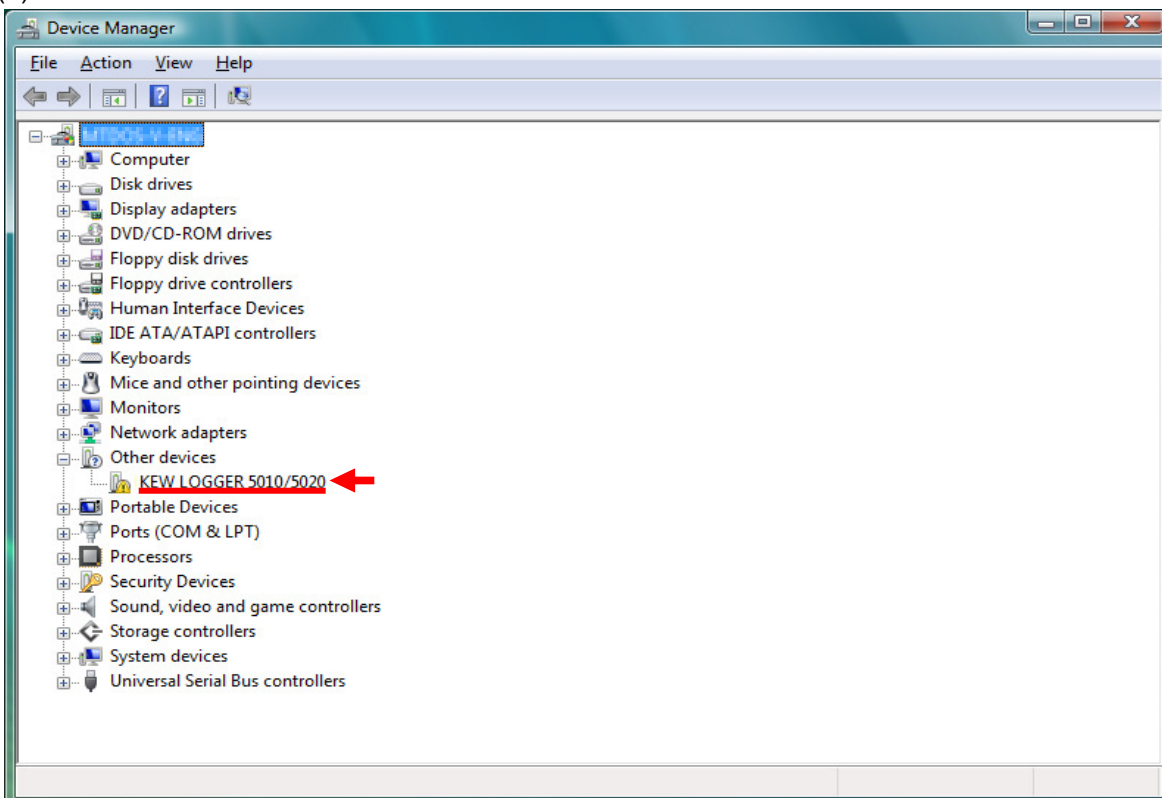 Device Manager
File Action View Help
Computer
Disk drives
Display adapters
DVD/CD-ROM drives
Floppy disk drives
Floppy drive controllers
Human Interface Devices
IDE ATA/ATAPI controllers
Keyboards
Mice and other pointing devices
Monitors
Network adapters
Other devices
KEW LOGGER 5010/5020
Portable Devices
Ports (COM & LPT)
Processors
Security Devices
Sound, video and game controllers
Storage controllers
System devices
Universal Serial Bus controllers